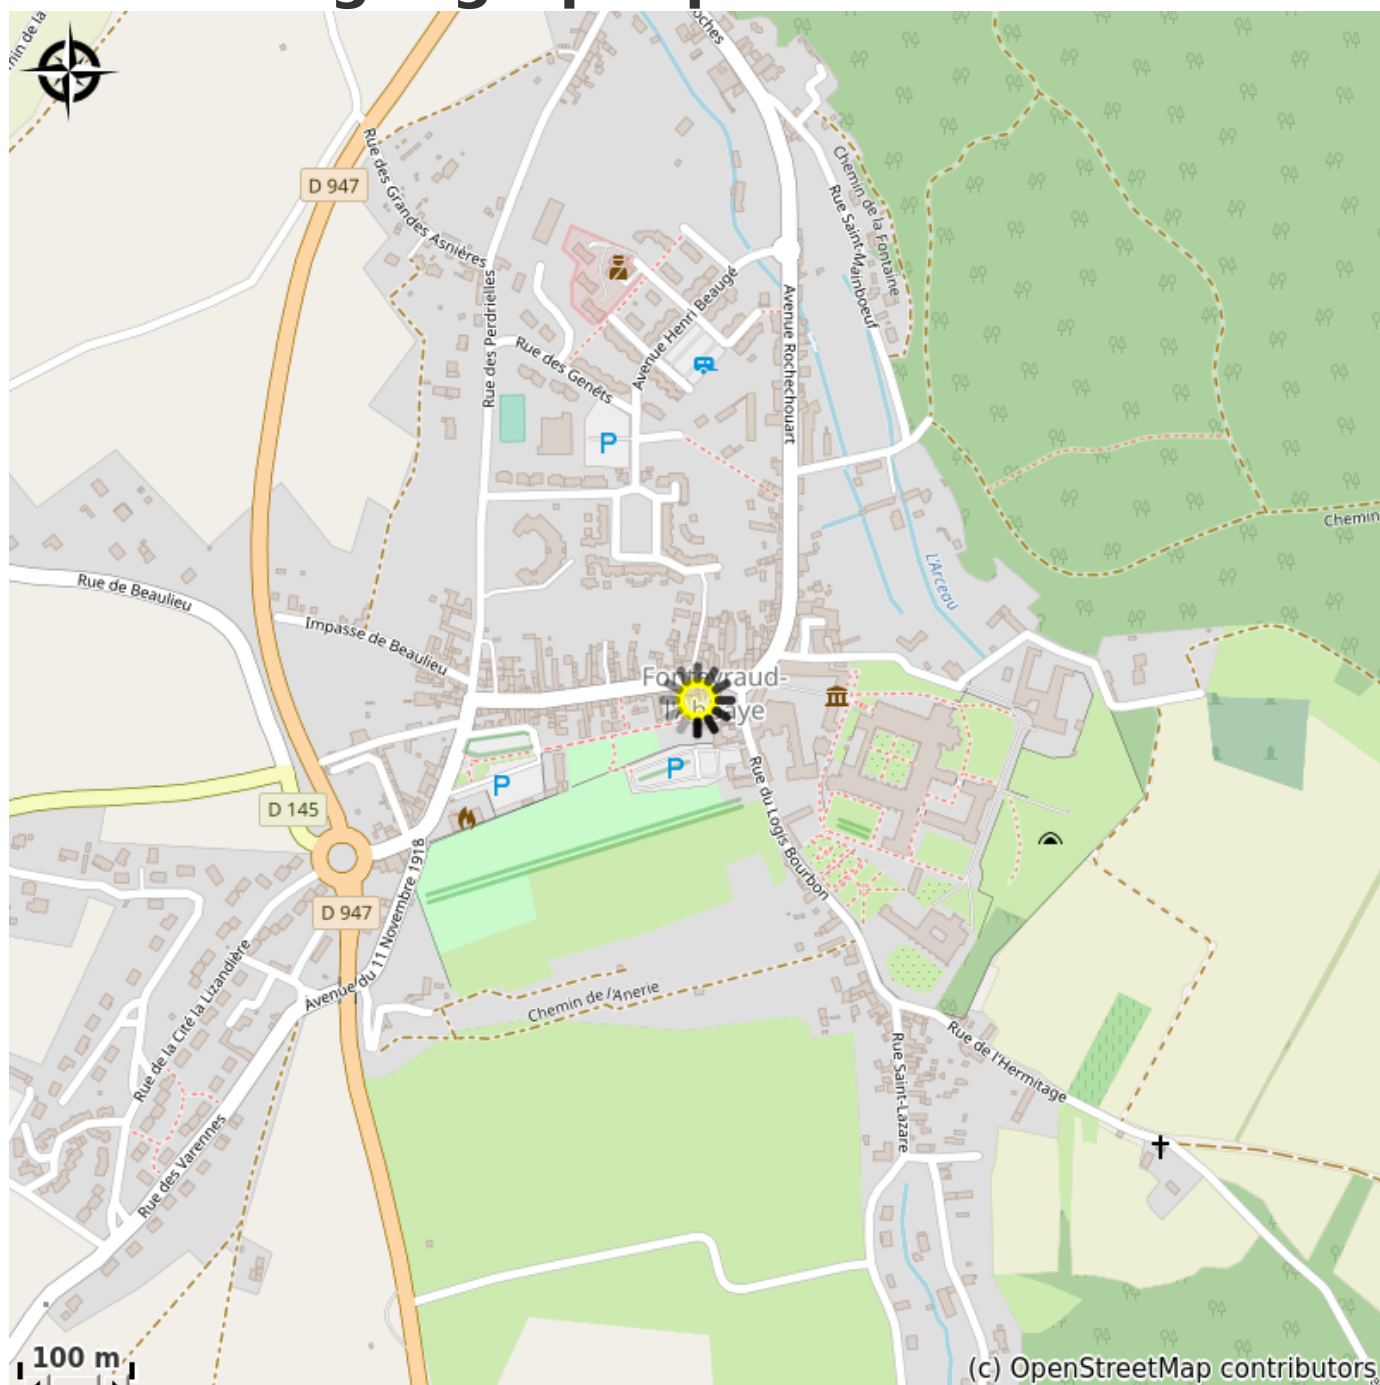 D 947
Rue des Grandes Asnières
Chemin de la Fontaine
Rue Saint-Mainboeuf
Rue des Perdrielles
Avenue Henri Beaugé
Avenue Rochechouart
Rue des Genêts
P
Chemin
L'Arceau
Rue de Beaulieu
Impasse de Beaulieu
P
P
D 145
Rue du Logis Bourbon
Avenue du 11 Novembre 1918
D 947
Rue de la Cité la Lizandière
Chemin de l'Anerie
Rue de l'Hermitage
Rue Saint-Lazare
Rue des Varennes
100 m
(c) OpenStreetMap contributors